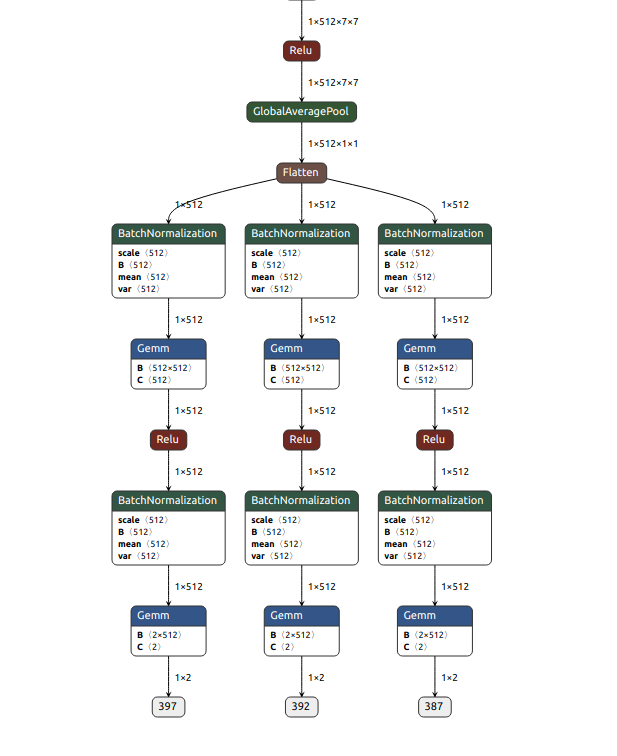 1×512×7×7
Relu
1×512×7×7
GlobalAveragePool
1×512×1×1
Flatten
1×512 1×512 1×512
BatchNormalization BatchNormalization BatchNormalization
scale 〈512〉 scale 〈512〉 scale 〈512〉
B 〈512〉 B 〈512〉 B 〈512〉
mean 〈512〉 mean 〈512〉 mean 〈512〉
var 〈512〉 var 〈512〉 var 〈512〉
1×512 1×512 1×512
Gemm Gemm Gemm
B 〈512×512〉 B 〈512×512〉 B 〈512×512〉
C 〈512〉 C 〈512〉 C 〈512〉
1×512 1×512 1×512
Relu Relu Relu
1×512 1×512 1×512
BatchNormalization BatchNormalization BatchNormalization
scale 〈512〉 scale 〈512〉 scale 〈512〉
B 〈512〉 B 〈512〉 B 〈512〉
mean 〈512〉 mean 〈512〉 mean 〈512〉
var 〈512〉 var 〈512〉 var 〈512〉
1×512 1×512 1×512
Gemm Gemm Gemm
B 〈2×512〉 B 〈2×512〉 B 〈2×512〉
C 〈2〉 C 〈2〉 C 〈2〉
1×2 1×2 1×2
397 392 387